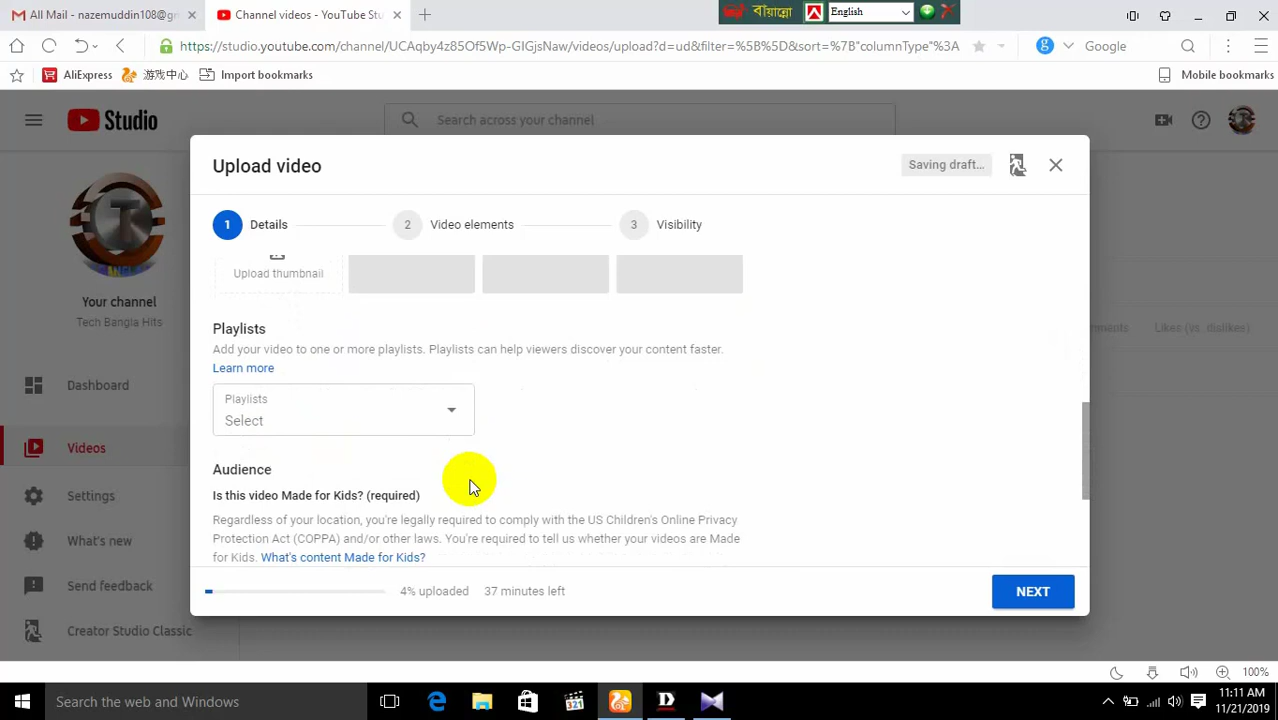 All Mail - rajtemuddin108@gm
Channel videos - YouTube Stu
বায়ান্নো
English
https://studio.youtube.com/channel/UCAqby4z85Of5Wp-GIGjsNaw/videos/upload?d=ud&filter=%5B%5D&sort=%7B"columnType"%3A
Google
AliExpress
游戏中心
Import bookmarks
Mobile bookmarks
Studio
Search across your channel
Upload video
Saving draft...
1
Details
2
Video elements
3
Visibility
Upload thumbnail
Your channel
Tech Bangla Hits
Playlists
Add your video to one or more playlists. Playlists can help viewers discover your content faster.
Learn more
Playlists
Select
Likes (vs. dislikes)
Dashboard
Videos
Settings
What's new
Send feedback
Creator Studio Classic
Audience
Is this video Made for Kids? (required)
Regardless of your location, you're legally required to comply with the US Children's Online Privacy
Protection Act (COPPA) and/or other laws. You're required to tell us whether your videos are Made
for Kids. What's content Made for Kids?
4% uploaded
37 minutes left
NEXT
100%
Search the web and Windows
321
11:11 AM
11/21/2019